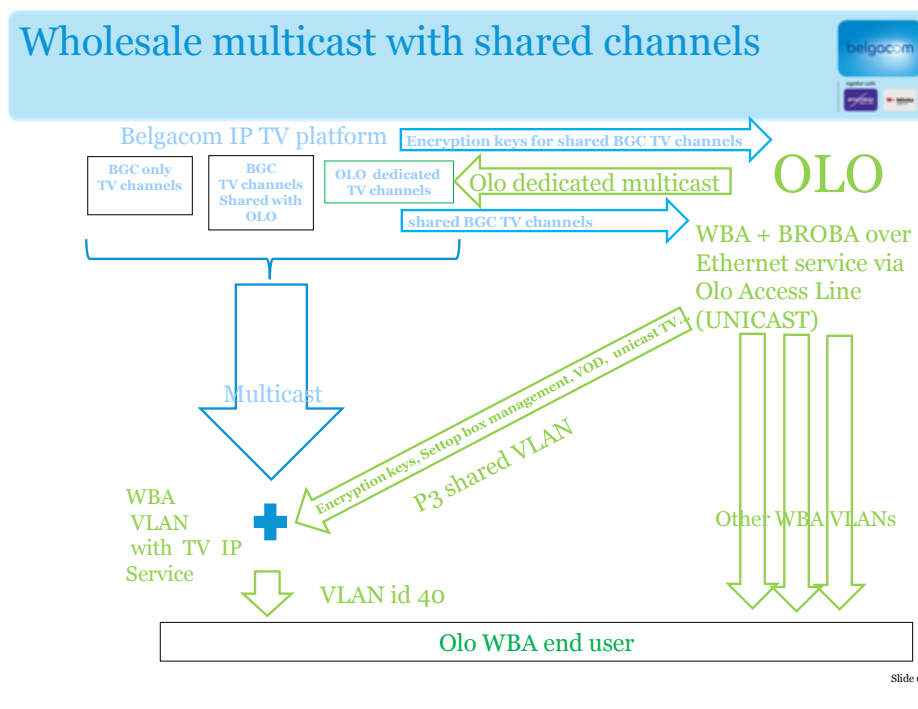 Wholesale multicast with shared channels
belgacom
Belgacom IP TV platform
Encryption keys for shared BGC TV channels
BGC only
TV channels
BGC
TV channels
Shared with
OLO
OLO dedicated
TV channels
Olo dedicated multicast
OLO
shared BGC TV channels
WBA + BROBA over
Ethernet service via
Olo Access Line
(UNICAST)
Multicast
Encryption keys, Settop box management, VOD, unicast TV...
P3 shared VLAN
WBA
VLAN
with TV IP
Service
Other WBA VLANs
VLAN id 40
Olo WBA end user
Slide